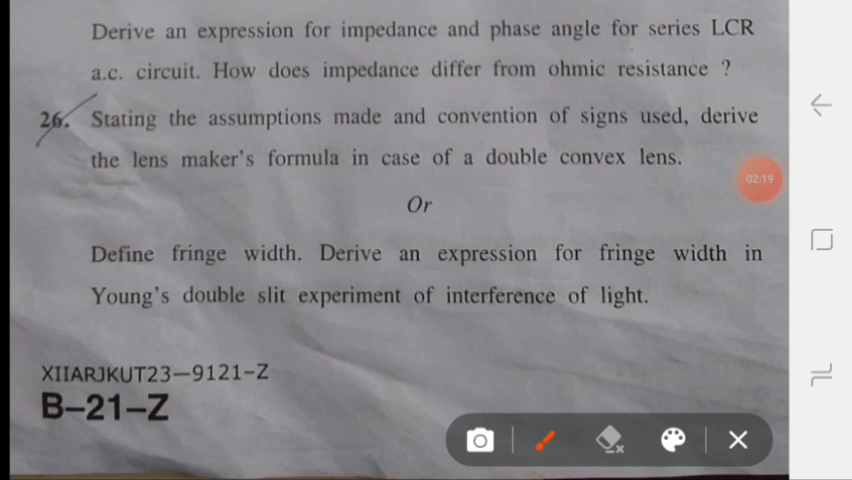 Derive an expression for impedance and phase angle for series LCR
a.c. circuit. How does impedance differ from ohmic resistance ?
26. Stating the assumptions made and convention of signs used, derive
the lens maker's formula in case of a double convex lens.
02:19
Or
Define fringe width. Derive an expression for fringe width in
Young's double slit experiment of interference of light.
XIIARJKUT23—9121-Z
B–21–Z